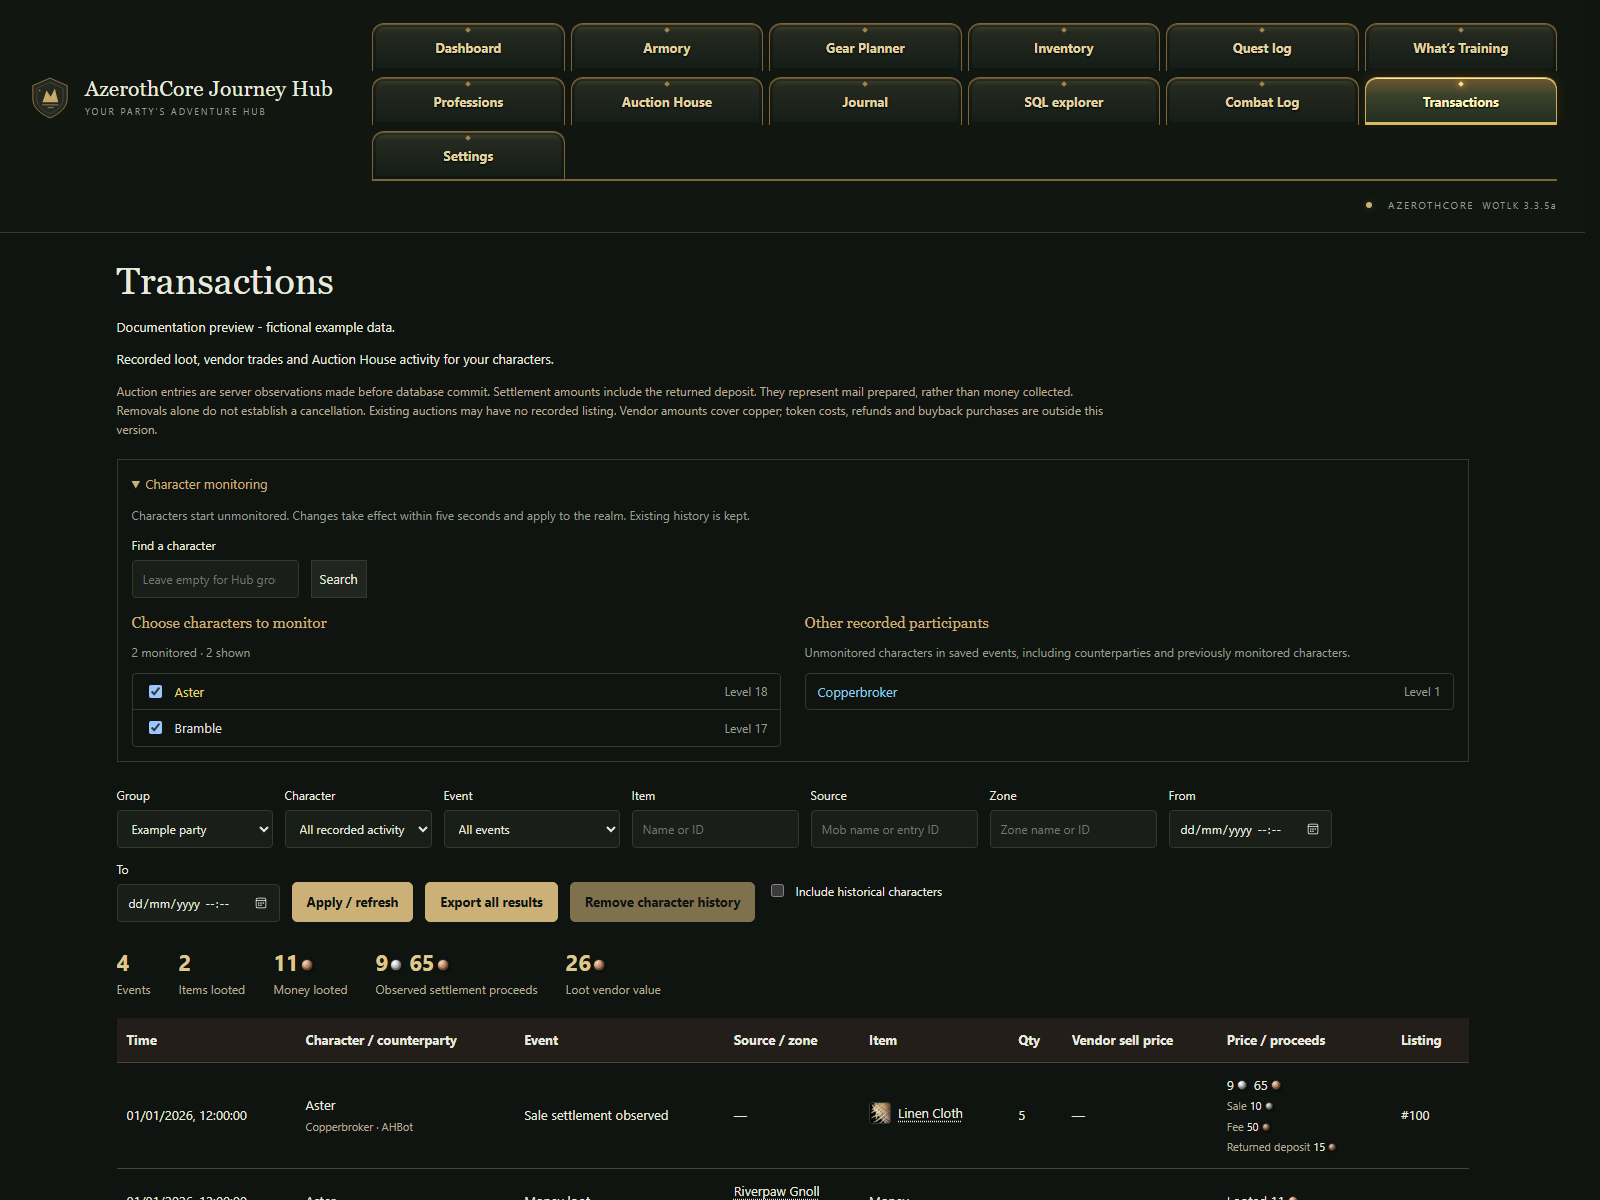 AzerothCore Journey Hub
YOUR PARTY'S ADVENTURE HUB
Dashboard
Armory
Gear Planner
Inventory
Quest log
What's Training
Professions
Auction House
Journal
SQL explorer
Combat Log
Transactions
Settings
AZEROTHCORE WOTLK 3.3.5a
Transactions
Documentation preview - fictional example data.
Recorded loot, vendor trades and Auction House activity for your characters.
Auction entries are server observations made before database commit. Settlement amounts include the returned deposit. They represent mail prepared, rather than money collected.
Removals alone do not establish a cancellation. Existing auctions may have no recorded listing. Vendor amounts cover copper; token costs, refunds and buyback purchases are outside this
version.
▼ Character monitoring
Characters start unmonitored. Changes take effect within five seconds and apply to the realm. Existing history is kept.
Find a character
Leave empty for Hub gro
Search
Choose characters to monitor
2 monitored · 2 shown
Aster
Level 18
Bramble
Level 17
Other recorded participants
Unmonitored characters in saved events, including counterparties and previously monitored characters.
Copperbroker
Level 1
Group
Character
Event
Item
Source
Zone
From
Example party
All recorded activity
All events
Name or ID
Mob name or entry ID
Zone name or ID
dd/mm/yyyy --:--
To
dd/mm/yyyy --:--
Apply / refresh
Export all results
Remove character history
Include historical characters
4
Events
2
Items looted
11
Money looted
9 65
Observed settlement proceeds
26
Loot vendor value
Time
Character / counterparty
Event
Source / zone
Item
Qty
Vendor sell price
Price / proceeds
Listing
01/01/2026, 12:00:00
Aster
Copperbroker · AHBot
Sale settlement observed
—
Linen Cloth
5
—
9 65
Sale 10
Fee 50
Returned deposit 15
#100
01/01/2026, 12:00:00
Aster
Money loot
Riverpaw Gnoll
Money
Looted 11